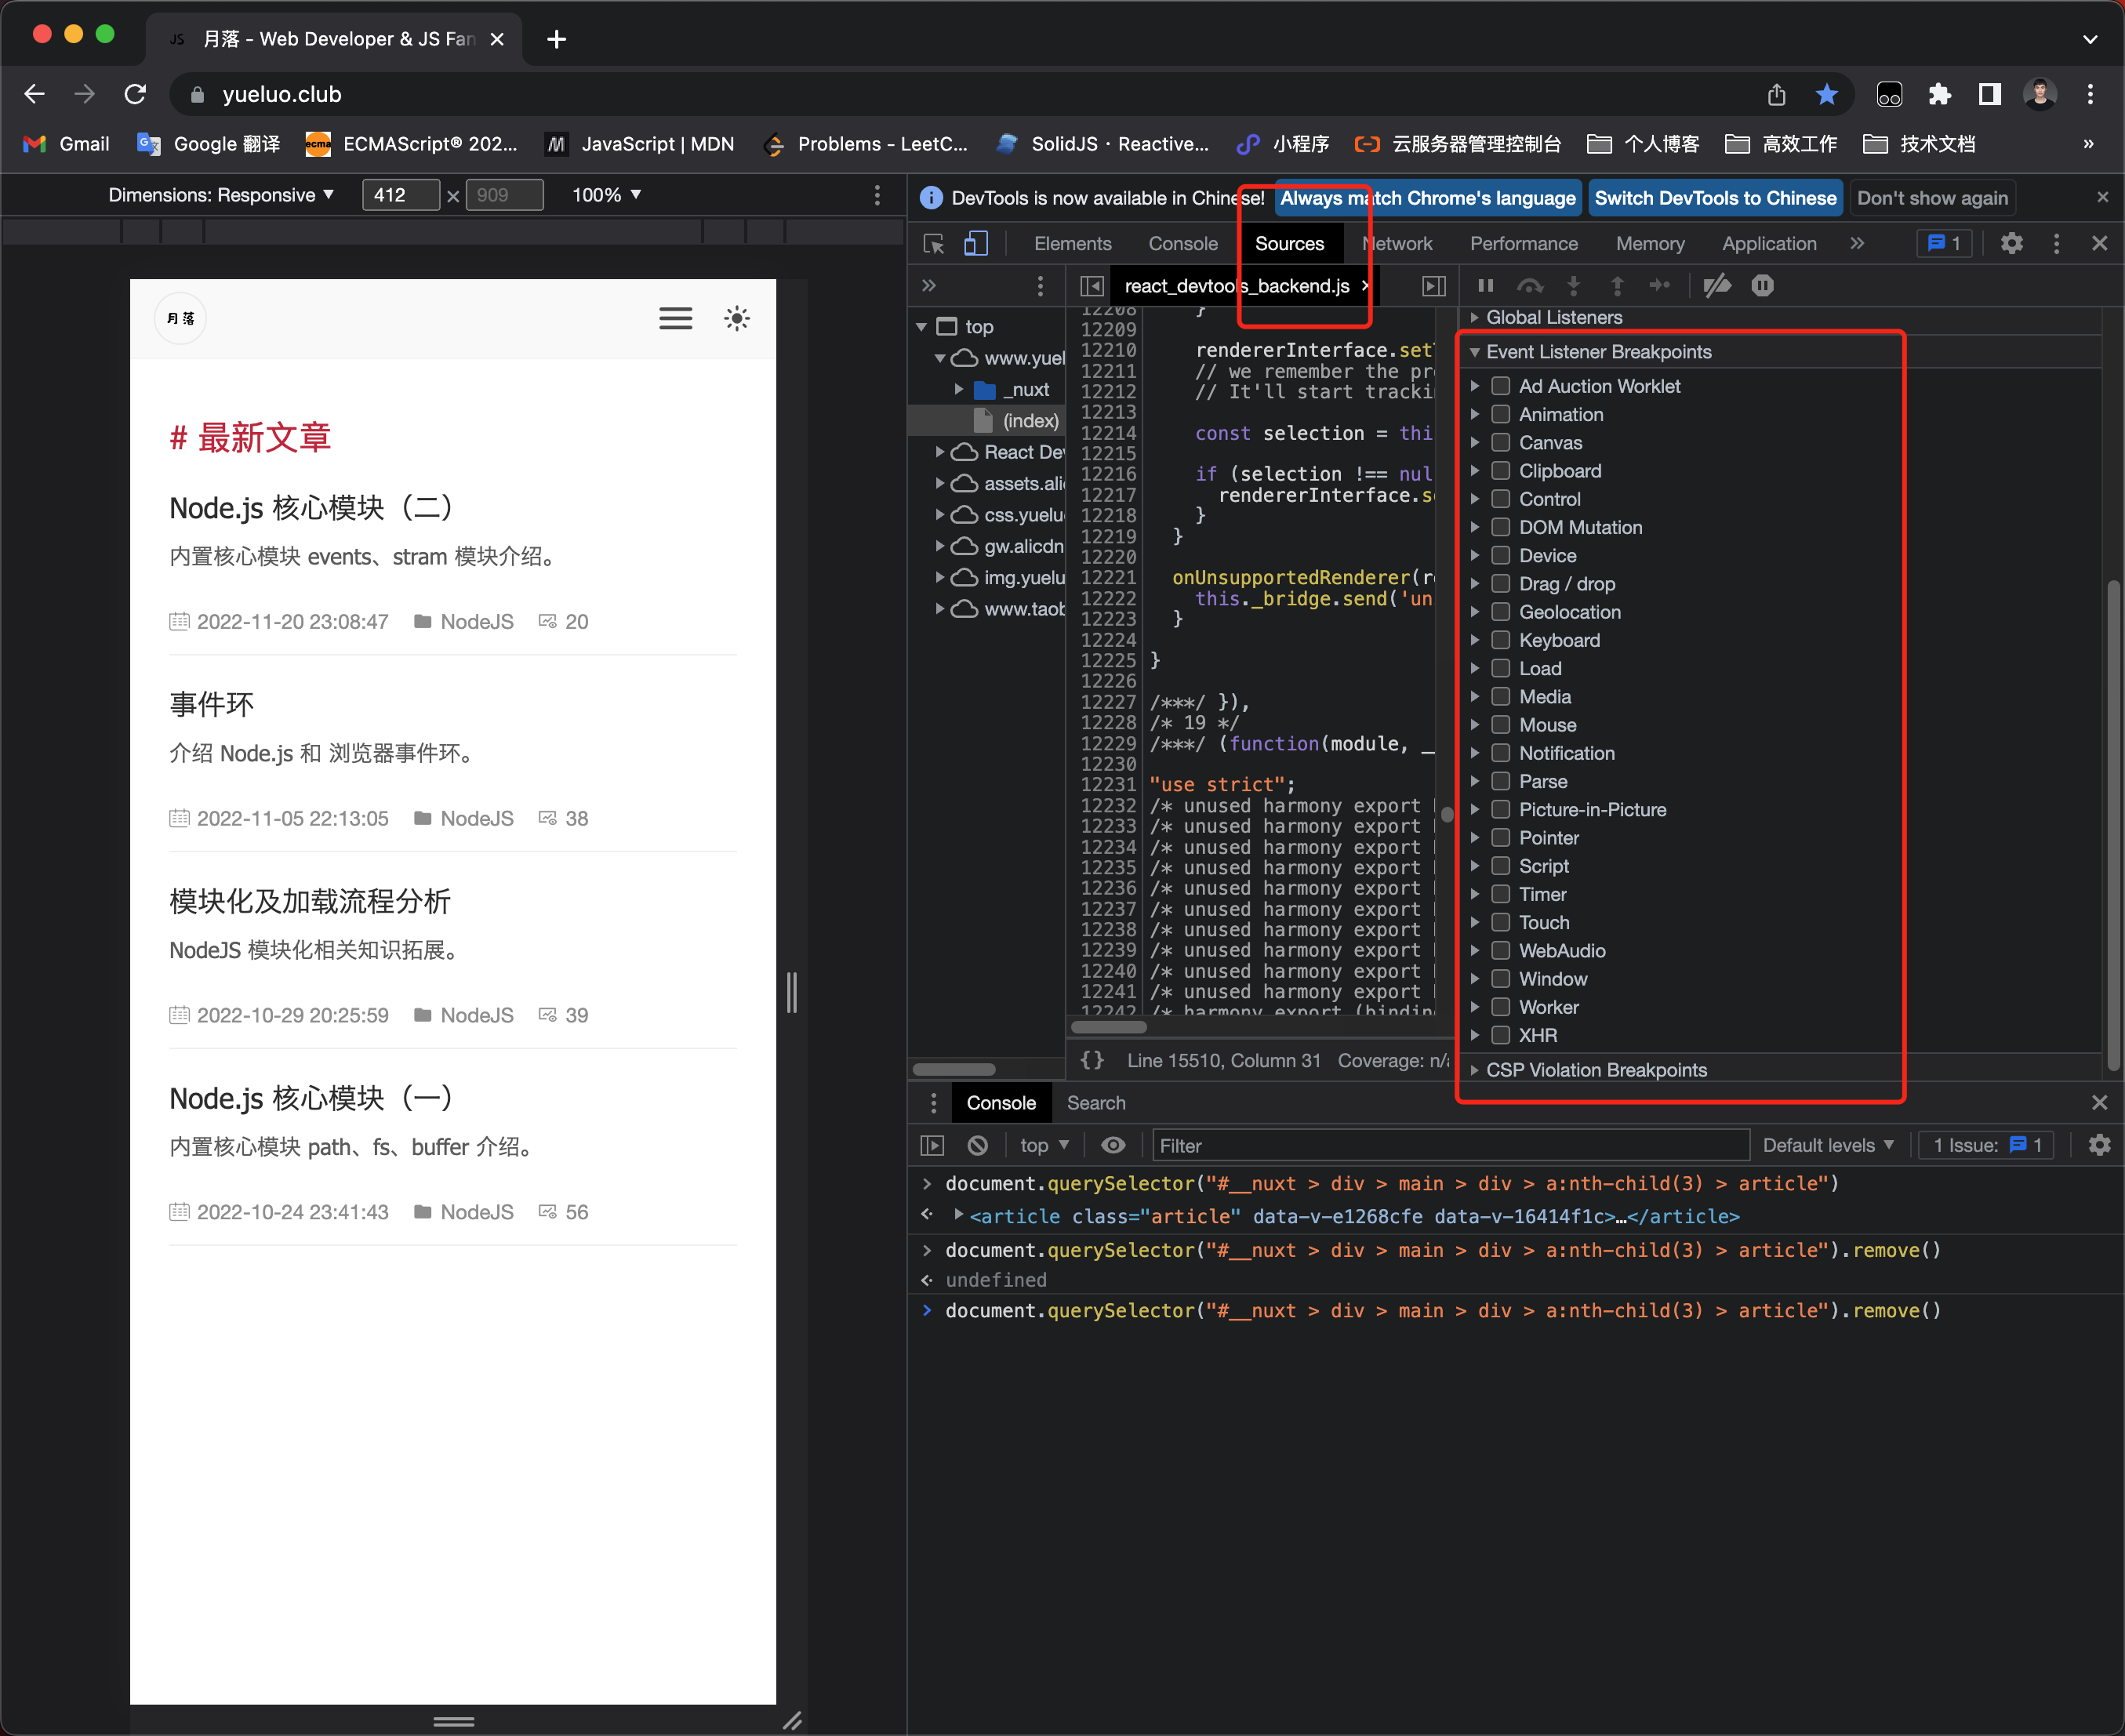 JS 月落 - Web Developer & JS Fan
yueluo.club
Gmail Google 翻译 ECMAScript® 202... JavaScript | MDN Problems - LeetC... SolidJS · Reactive... 小程序 云服务器管理控制台 个人博客 高效工作 技术文档 »
Dimensions: Responsive 412 × 909 100%
月落
# 最新文章
Node.js 核心模块（二）
内置核心模块 events、stram 模块介绍。
2022-11-20 23:08:47 NodeJS 20
事件环
介绍 Node.js 和 浏览器事件环。
2022-11-05 22:13:05 NodeJS 38
模块化及加载流程分析
NodeJS 模块化相关知识拓展。
2022-10-29 20:25:59 NodeJS 39
Node.js 核心模块（一）
内置核心模块 path、fs、buffer 介绍。
2022-10-24 23:41:43 NodeJS 56
DevTools is now available in Chinese! Always match Chrome's language Switch DevTools to Chinese Don't show again
Elements Console Sources Network Performance Memory Application » 1
react_devtools_backend.js ×
top
www.yuel
_nuxt
(index)
React Dev
assets.ali
css.yuelu
gw.alicdn
img.yuelu
www.taob
12208 }
12209
12210 rendererInterface.set
12211 // we remember the pr
12212 // It'll start trackin
12213
12214 const selection = thi
12215
12216 if (selection !== nul
12217 rendererInterface.s
12218 }
12219 }
12220
12221 onUnsupportedRenderer(r
12222 this._bridge.send('un
12223 }
12224
12225 }
12226
12227 /***/ }),
12228 /* 19 */
12229 /***/ (function(module, _
12230
12231 "use strict";
12232 /* unused harmony export
12233 /* unused harmony export
12234 /* unused harmony export
12235 /* unused harmony export
12236 /* unused harmony export
12237 /* unused harmony export
12238 /* unused harmony export
12239 /* unused harmony export
12240 /* unused harmony export
12241 /* unused harmony export
12242 /* harmony export (bindin
{} Line 15510, Column 31 Coverage: n/a
Global Listeners
Event Listener Breakpoints
Ad Auction Worklet
Animation
Canvas
Clipboard
Control
DOM Mutation
Device
Drag / drop
Geolocation
Keyboard
Load
Media
Mouse
Notification
Parse
Picture-in-Picture
Pointer
Script
Timer
Touch
WebAudio
Window
Worker
XHR
CSP Violation Breakpoints
Console Search
top Filter Default levels 1 Issue: 1
document.querySelector("#__nuxt > div > main > div > a:nth-child(3) > article")
<article class="article" data-v-e1268cfe data-v-16414f1c>…</article>
document.querySelector("#__nuxt > div > main > div > a:nth-child(3) > article").remove()
undefined
document.querySelector("#__nuxt > div > main > div > a:nth-child(3) > article").remove()